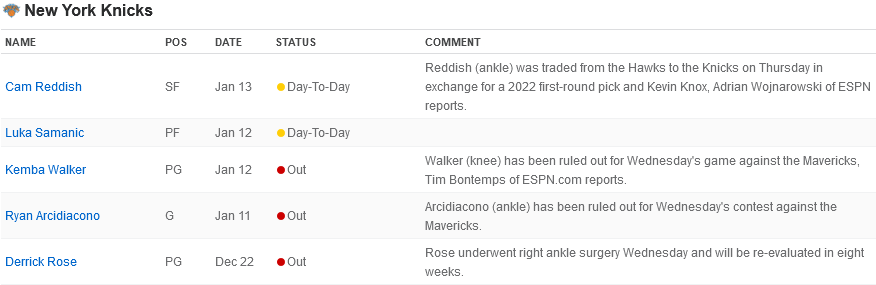 New York Knicks
NAME POS DATE STATUS COMMENT
Reddish (ankle) was traded from the Hawks to the Knicks on Thursday in
Cam Reddish SF Jan 13 Day-To-Day exchange for a 2022 first-round pick and Kevin Knox, Adrian Wojnarowski of ESPN
reports.
Luka Samanic PF Jan 12 Day-To-Day
Kemba Walker PG Jan 12 Out Walker (knee) has been ruled out for Wednesday's game against the Mavericks,
Tim Bontemps of ESPN.com reports.
Ryan Arcidiacono G Jan 11 Out Arcidiacono (ankle) has been ruled out for Wednesday's contest against the
Mavericks.
Derrick Rose PG Dec 22 Out Rose underwent right ankle surgery Wednesday and will be re-evaluated in eight
weeks.